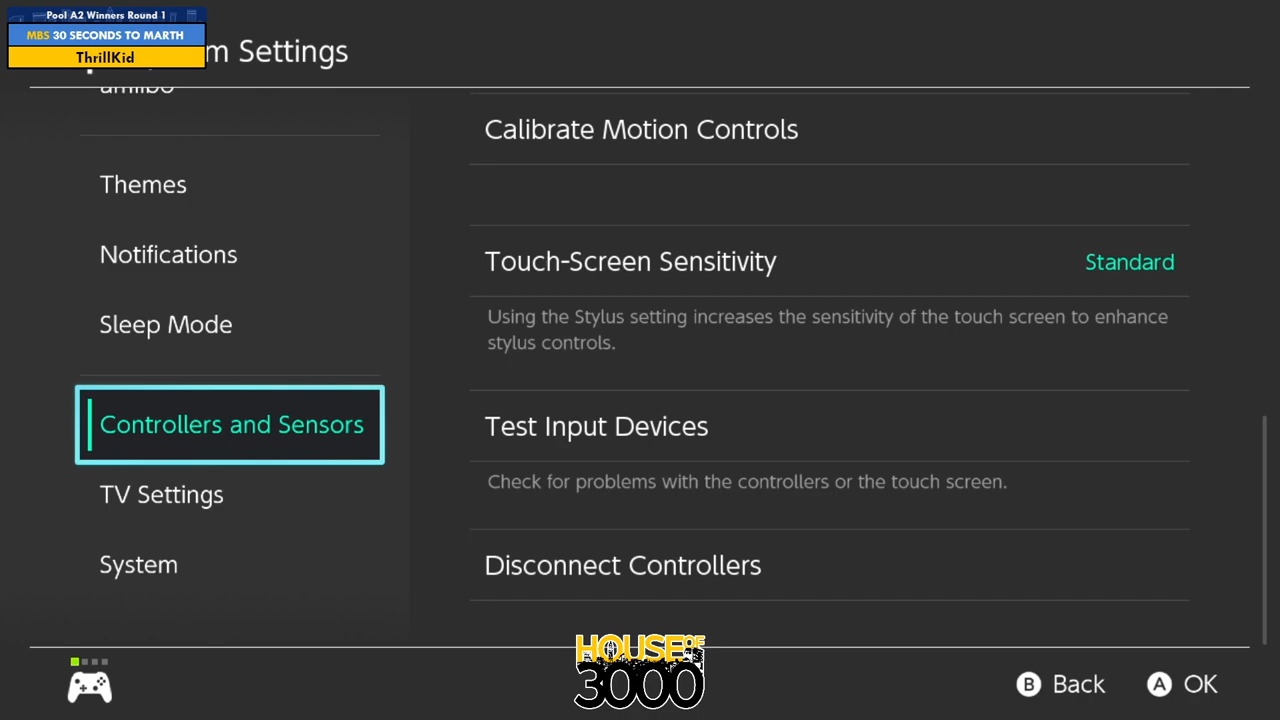 Pool A2 Winners Round 1
MBS 30 SECONDS TO MARTH
ThrillKid
m Settings
amiibo
Themes
Notifications
Sleep Mode
Controllers and Sensors
TV Settings
System
Calibrate Motion Controls
Touch-Screen Sensitivity Standard
Using the Stylus setting increases the sensitivity of the touch screen to enhance
stylus controls.
Test Input Devices
Check for problems with the controllers or the touch screen.
Disconnect Controllers
HOUSE OF
3000
B Back A OK